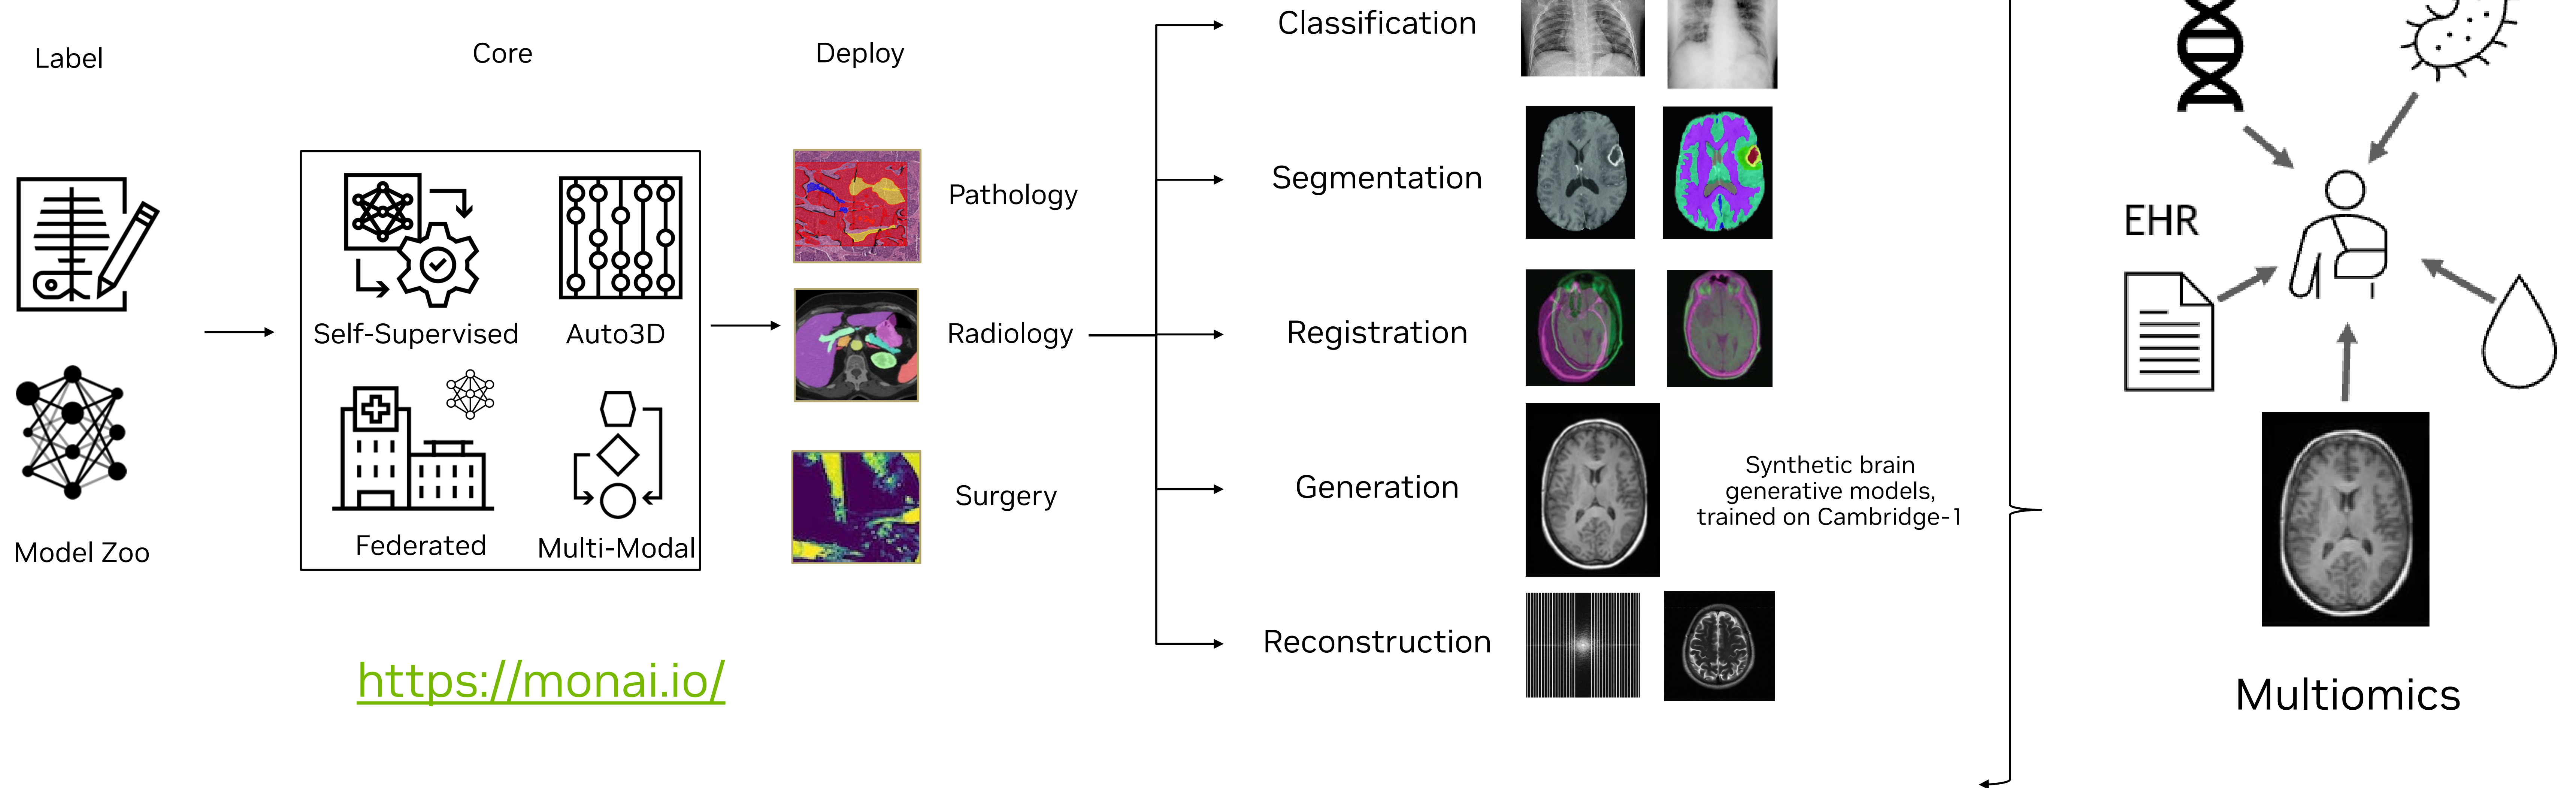 Label
Core
Deploy
Model Zoo
Self-Supervised
Auto3D
Federated
Multi-Modal
Pathology
Radiology
Surgery
Classification
Segmentation
Registration
Generation
Reconstruction
Synthetic brain
generative models,
trained on Cambridge-1
EHR
Multiomics
https://monai.io/